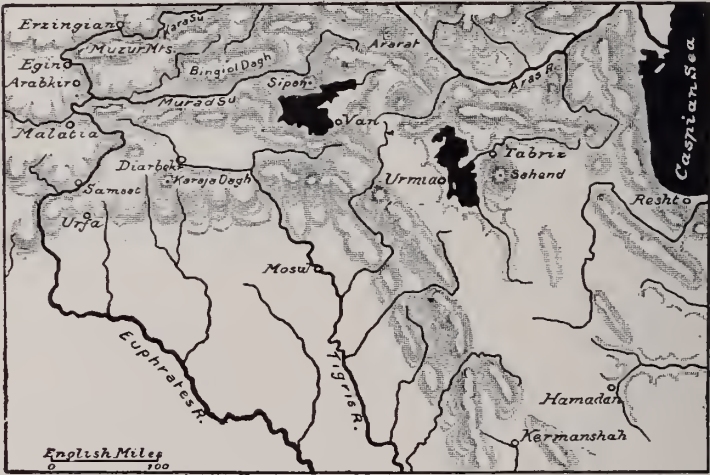 Erzingian
Kara Su
Muzur Mts.
Ararat
Egin
Bingiol Dagh
Sipan
Arabkir
Aras R.
Caspian Sea
Murad Su
Van
Malatia
Diarbekr
Tabriz
Karaja Dagh
Urmia
Sahend
Samsat
Resht
Urfa
Mosul
Euphrates R.
Tigris R.
Hamadan
Kermanshah
English Miles
0 100